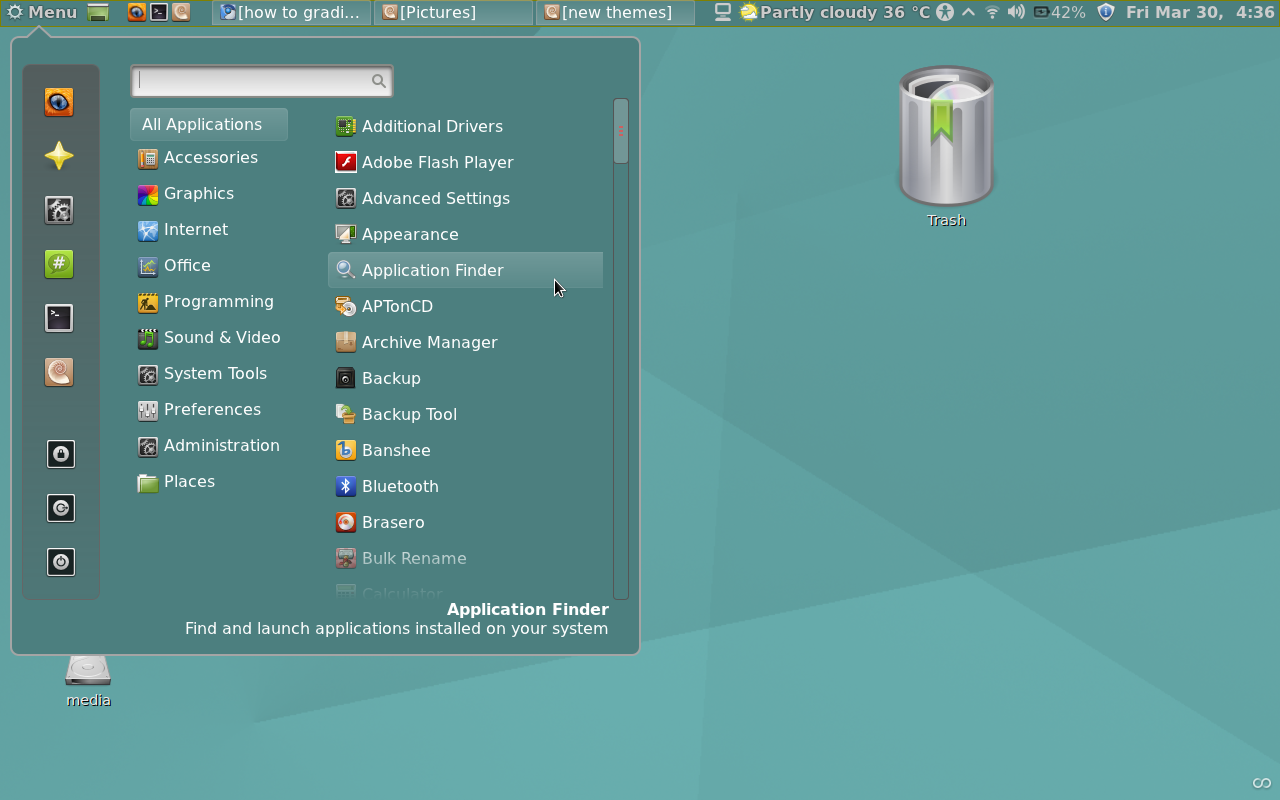 Menu
[how to gradi...
[Pictures]
[new themes]
Partly cloudy 36 °C
42%
Fri Mar 30, 4:36
All Applications
Accessories
Graphics
Internet
Office
Programming
Sound & Video
System Tools
Preferences
Administration
Places
Additional Drivers
Adobe Flash Player
Advanced Settings
Appearance
Application Finder
APTonCD
Archive Manager
Backup
Backup Tool
Banshee
Bluetooth
Brasero
Bulk Rename
Calculator
Application Finder
Find and launch applications installed on your system
Trash
media